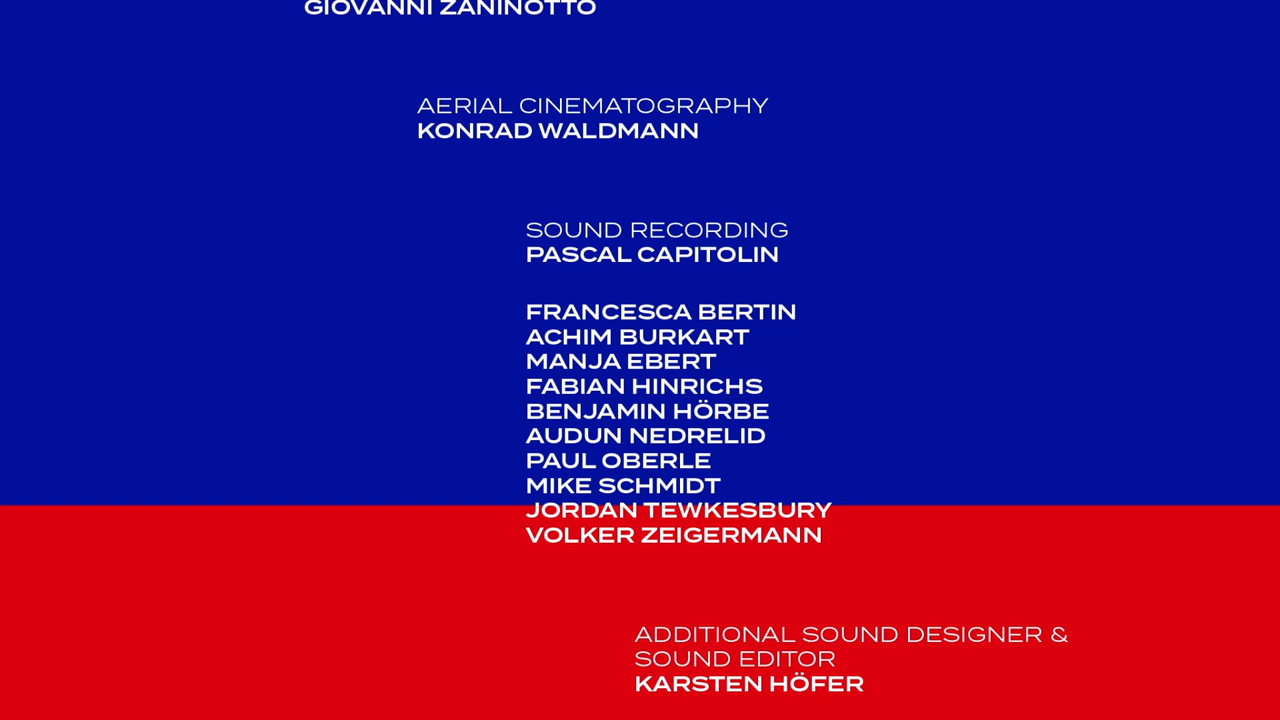 GIOVANNI ZANINOTTO
AERIAL CINEMATOGRAPHY
KONRAD WALDMANN
SOUND RECORDING
PASCAL CAPITOLIN
FRANCESCA BERTIN
ACHIM BURKART
MANJA EBERT
FABIAN HINRICHS
BENJAMIN HÖRBE
AUDUN NEDRELID
PAUL OBERLE
MIKE SCHMIDT
JORDAN TEWKESBURY
VOLKER ZEIGERMANN
ADDITIONAL SOUND DESIGNER &
SOUND EDITOR
KARSTEN HÖFER